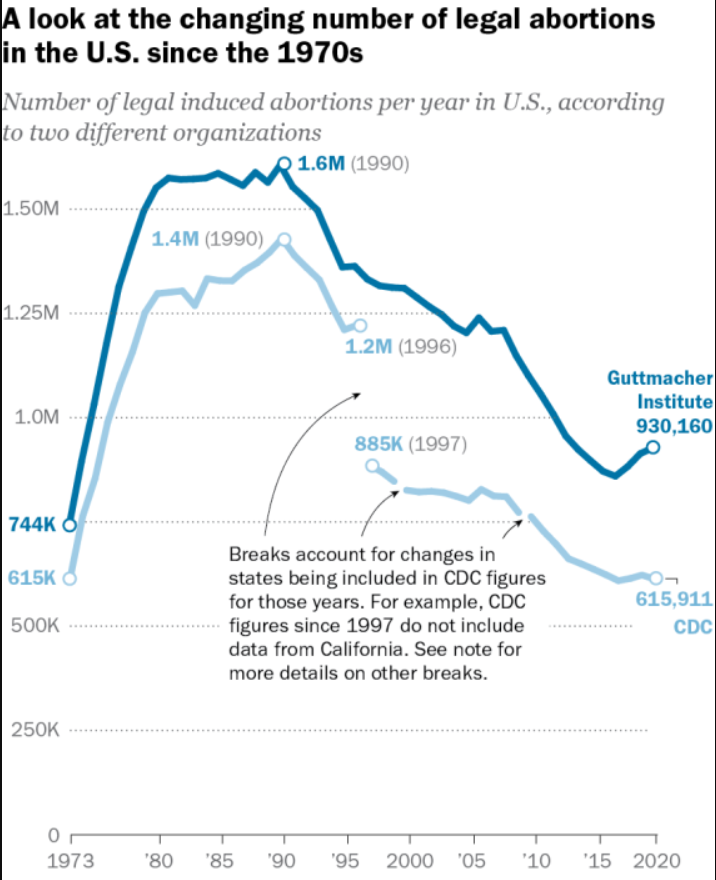 A look at the changing number of legal abortions
in the U.S. since the 1970s
Number of legal induced abortions per year in U.S., according
to two different organizations
1.6M (1990)
1.50M
1.4M (1990)
1.25M
1.2M (1996)
Guttmacher
Institute
930,160
1.0M
885K (1997)
744K
Breaks account for changes in
states being included in CDC figures
for those years. For example, CDC
figures since 1997 do not include
data from California. See note for
more details on other breaks.
615K
615,911
CDC
500K
250K
0
1973 '80 '85 '90 '95 2000 '05 '10 '15 2020